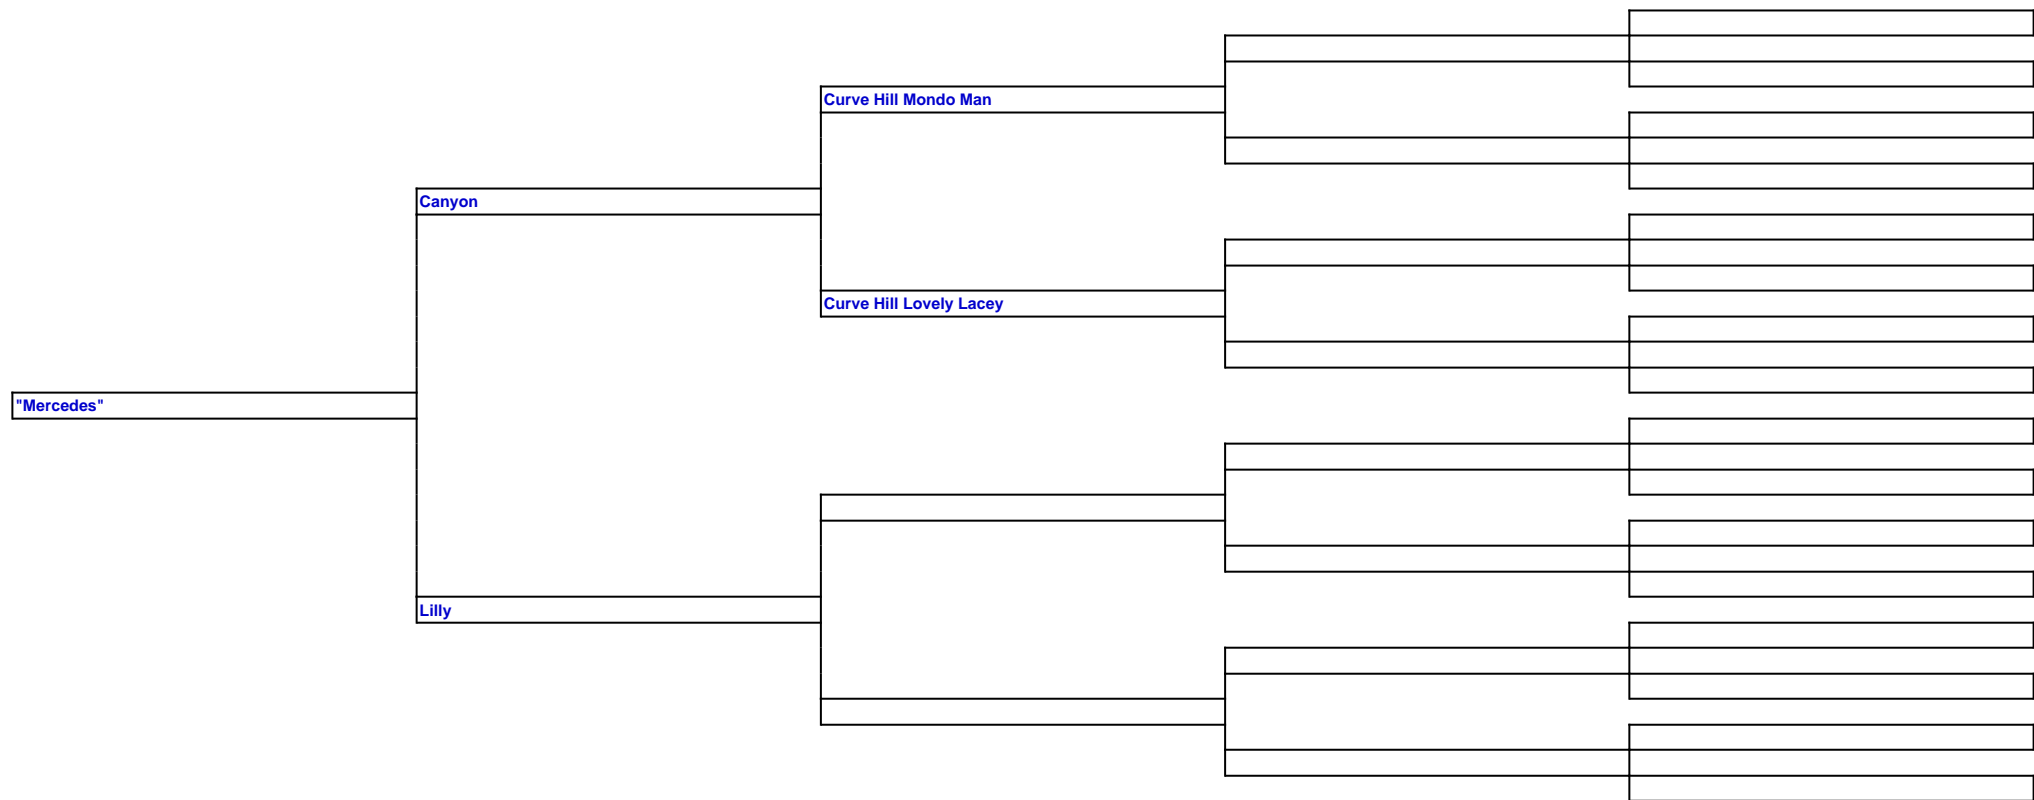 Curve Hill Mondo Man
Canyon
Curve Hill Lovely Lacey
"Mercedes"
Lilly